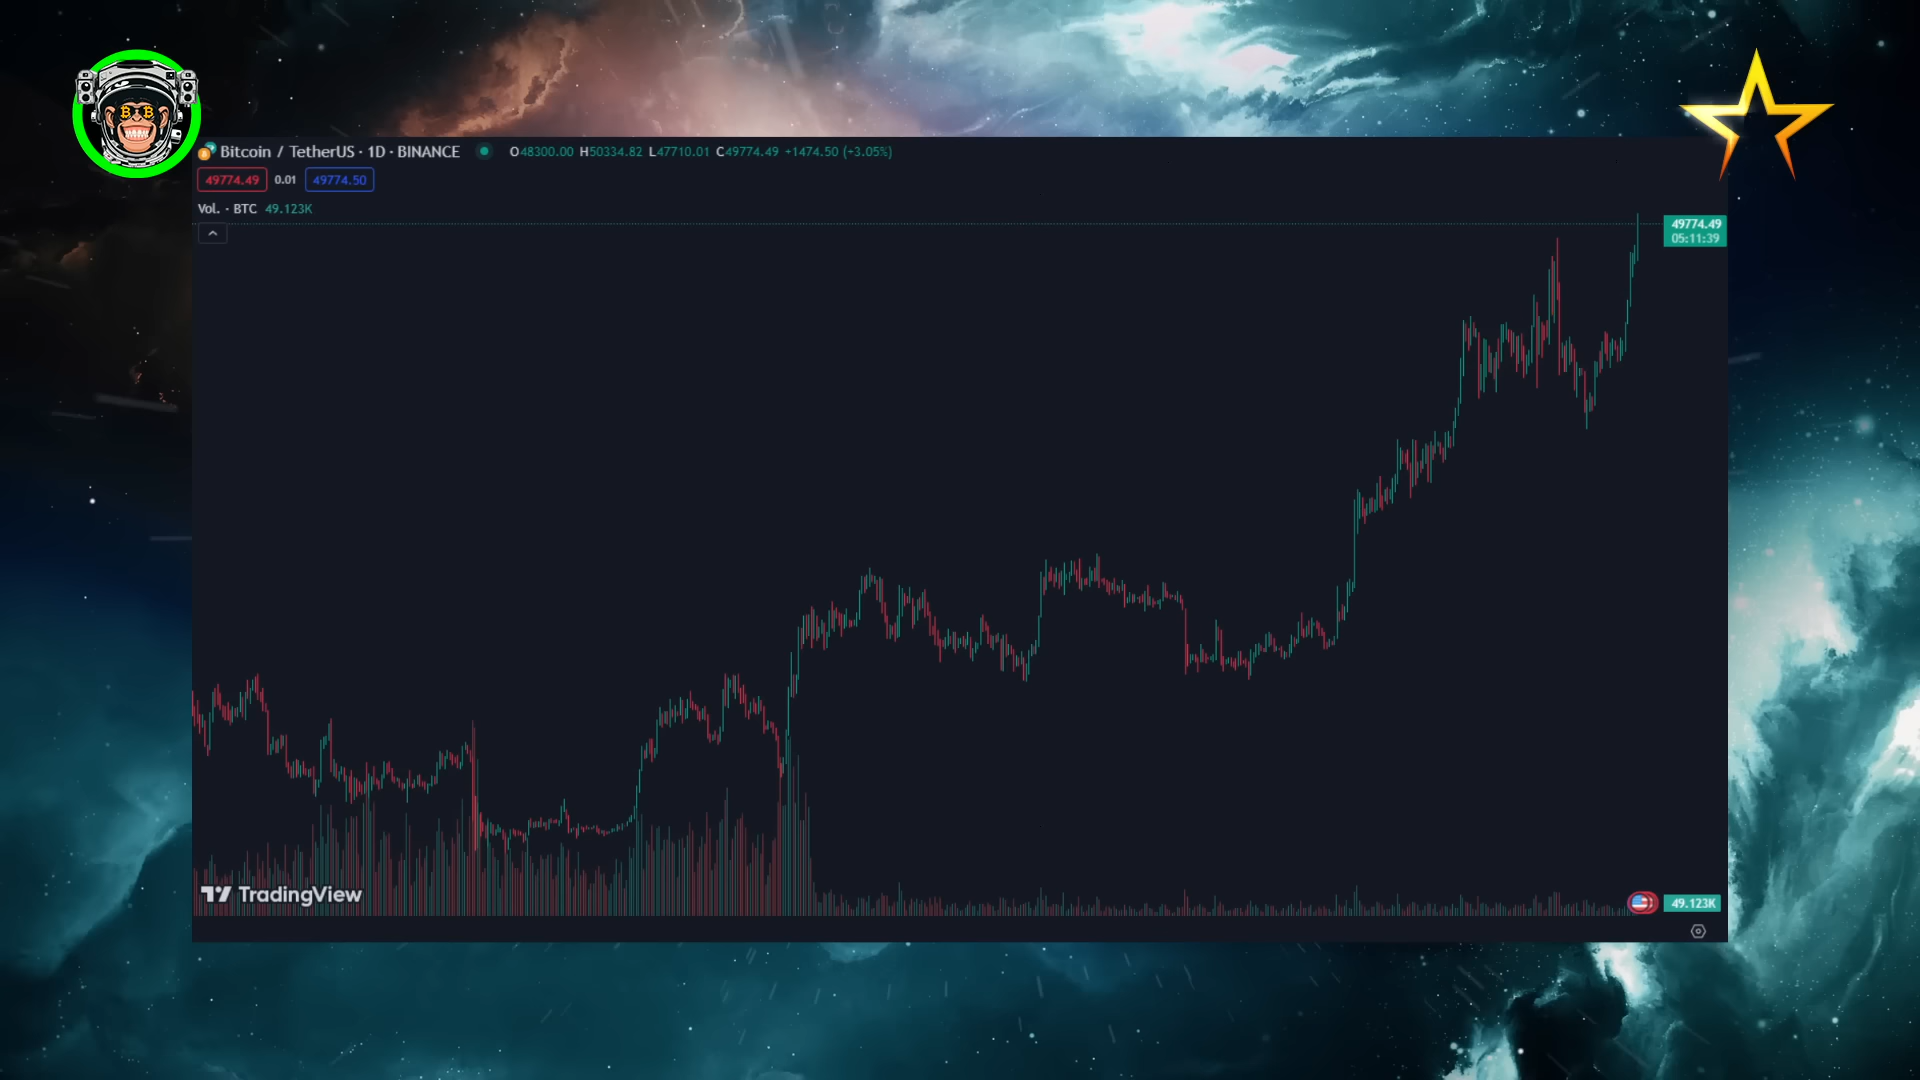 Bitcoin / TetherUS · 1D · BINANCE
O48300.00 H50334.82 L47710.01 C49774.49 +1474.50 (+3.05%)
49774.49 0.01 49774.50
Vol. · BTC 49.123K
49774.49
05:11:39
TradingView
49.123K